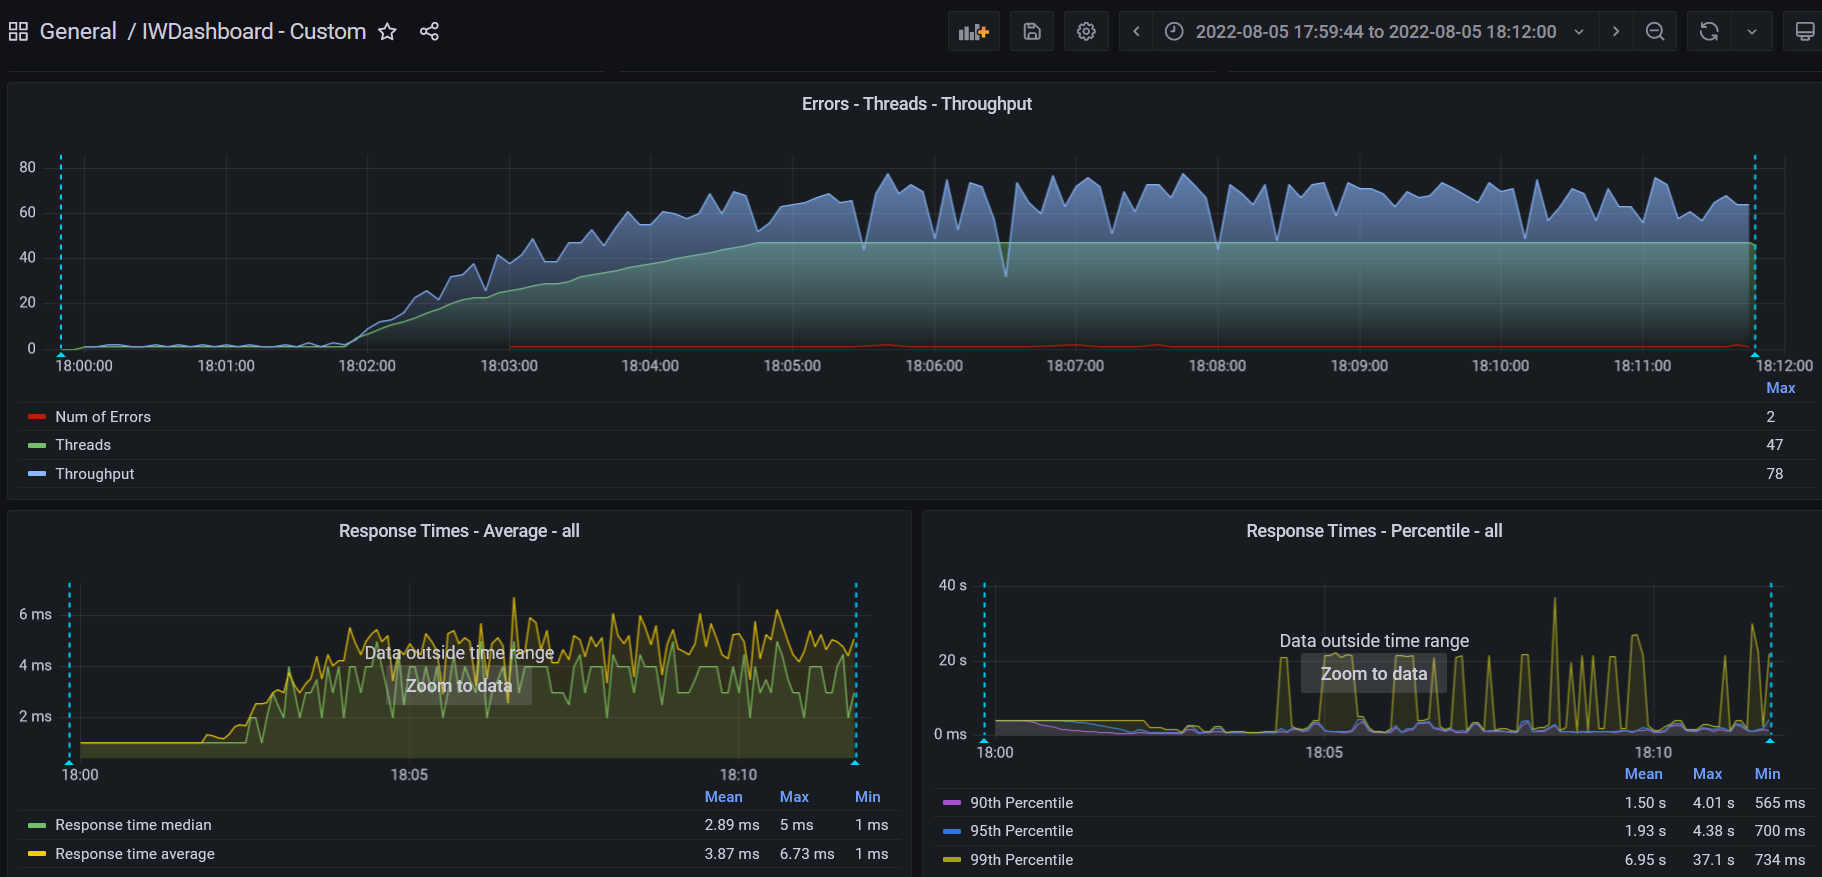 General / IWDashboard - Custom
2022-08-05 17:59:44 to 2022-08-05 18:12:00
Errors - Threads - Throughput
80
60
40
20
0
18:00:00 18:01:00 18:02:00 18:03:00 18:04:00 18:05:00 18:06:00 18:07:00 18:08:00 18:09:00 18:10:00 18:11:00 18:12:00
Max
Num of Errors 2
Threads 47
Throughput 78
Response Times - Average - all
6 ms
4 ms
2 ms
Data outside time range
Zoom to data
18:00 18:05 18:10
Mean Max Min
Response time median 2.89 ms 5 ms 1 ms
Response time average 3.87 ms 6.73 ms 1 ms
Response Times - Percentile - all
40 s
20 s
0 ms
Data outside time range
Zoom to data
18:00 18:05 18:10
Mean Max Min
90th Percentile 1.50 s 4.01 s 565 ms
95th Percentile 1.93 s 4.38 s 700 ms
99th Percentile 6.95 s 37.1 s 734 ms